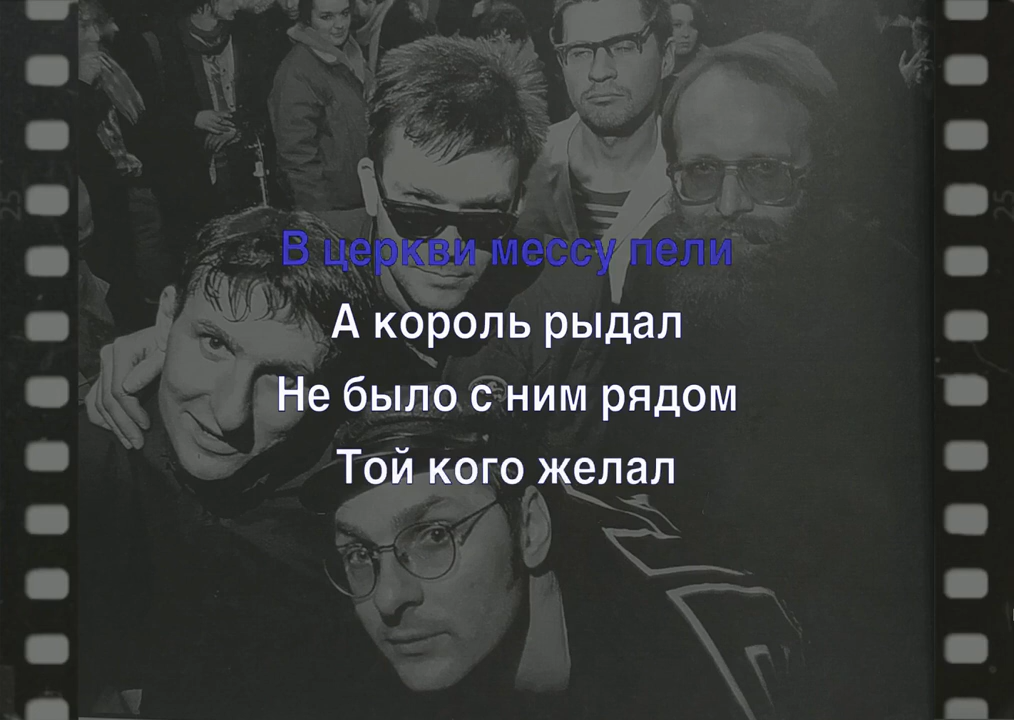 В церкви мессу пели
А король рыдал
Не было с ним рядом
Той кого желал